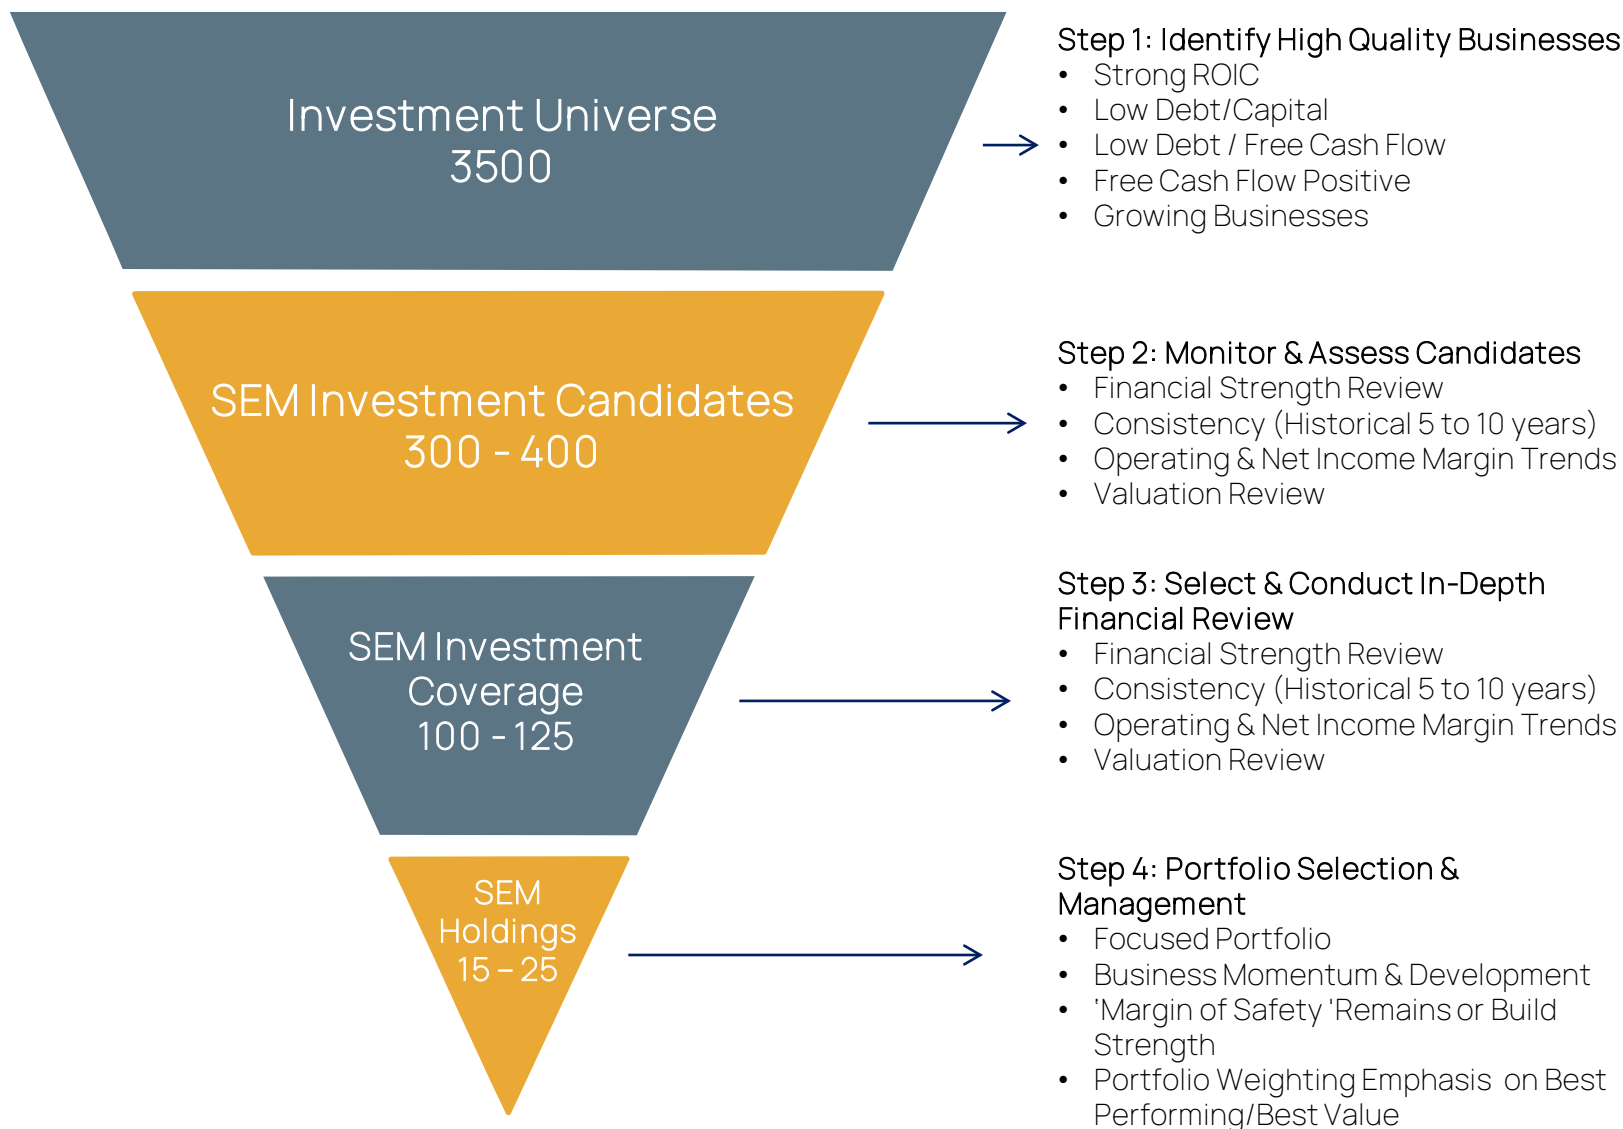 Investment Universe
3500
Step 1: Identify High Quality Businesses
• Strong ROIC
• Low Debt/Capital
• Low Debt / Free Cash Flow
• Free Cash Flow Positive
• Growing Businesses
SEM Investment Candidates
300 - 400
Step 2: Monitor & Assess Candidates
• Financial Strength Review
• Consistency (Historical 5 to 10 years)
• Operating & Net Income Margin Trends
• Valuation Review
SEM Investment
Coverage
100 - 125
Step 3: Select & Conduct In-Depth
Financial Review
• Financial Strength Review
• Consistency (Historical 5 to 10 years)
• Operating & Net Income Margin Trends
• Valuation Review
SEM
Holdings
15 – 25
Step 4: Portfolio Selection &
Management
• Focused Portfolio
• Business Momentum & Development
• ‘Margin of Safety 'Remains or Build
Strength
• Portfolio Weighting Emphasis on Best
Performing/Best Value